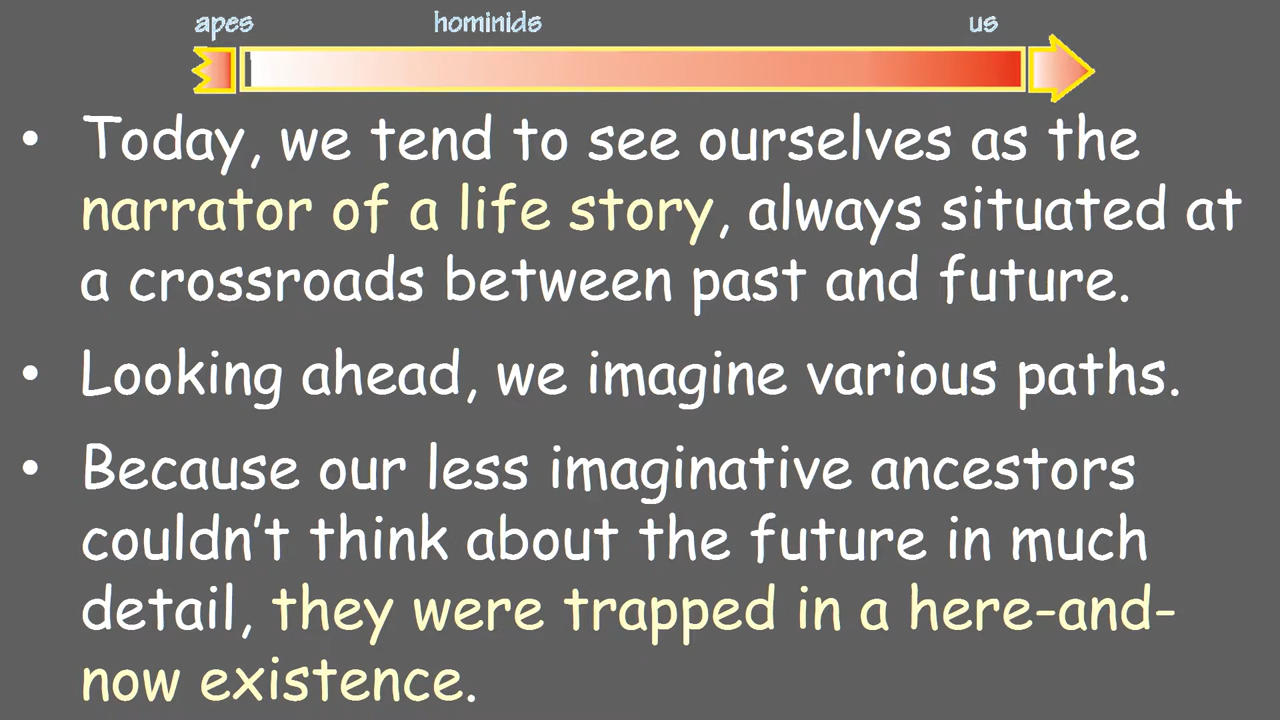 apes hominids us
• Today, we tend to see ourselves as the
narrator of a life story, always situated at
a crossroads between past and future.
• Looking ahead, we imagine various paths.
• Because our less imaginative ancestors
couldn't think about the future in much
detail, they were trapped in a here-and-
now existence.